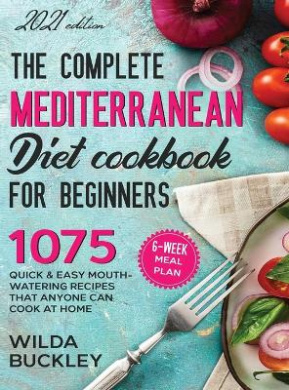 2021 edition
THE COMPLETE
MEDITERRANEAN
Diet cookbook
FOR BEGINNERS
1075
QUICK & EASY MOUTH-
WATERING RECIPES
THAT ANYONE CAN
COOK AT HOME
6-WEEK
MEAL
PLAN
WILDA
BUCKLEY